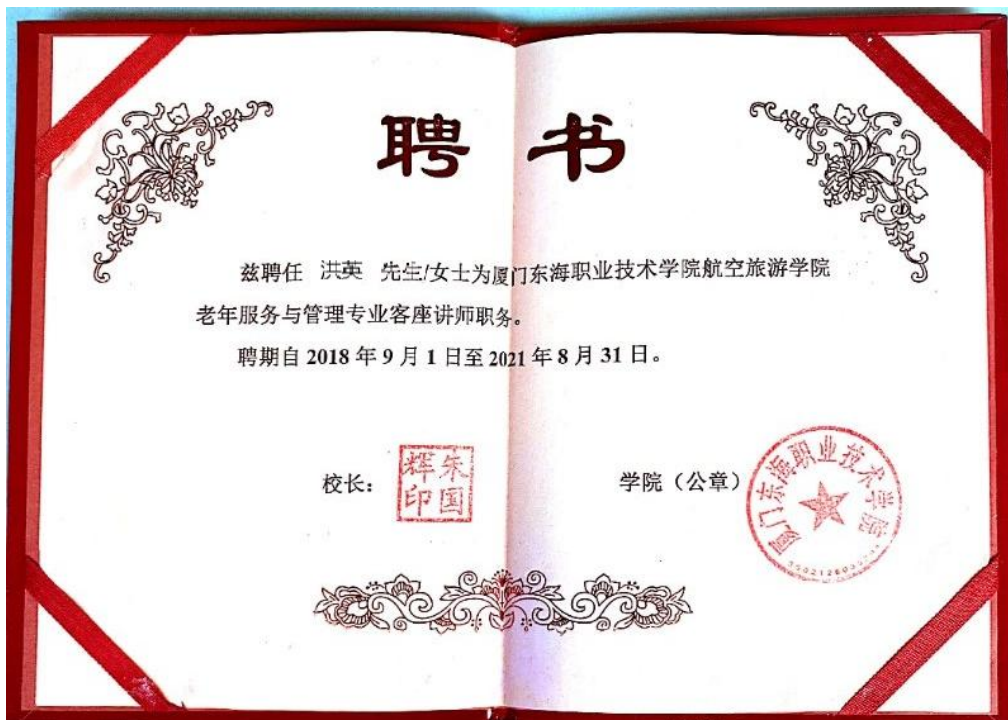 聘书
兹聘任 洪英 先生/女士为厦门东海职业技术学院航空旅游学院
老年服务与管理专业客座讲师职务。
聘期自 2018 年 9 月 1 日至 2021 年 8 月 31 日。
校长：
朱国辉印
学院（公章）
厦门东海职业技术学院